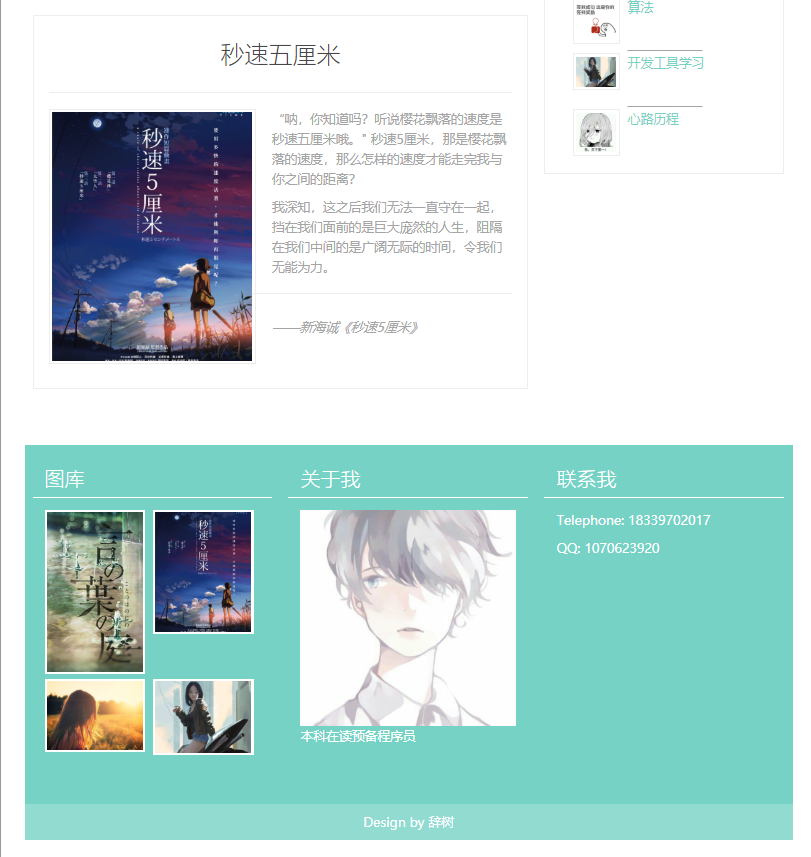 秒速五厘米
“呐，你知道吗？听说樱花飘落的速度是
秒速五厘米哦。" 秒速5厘米，那是樱花飘
落的速度，那么怎样的速度才能走完我与
你之间的距离？
我深知，这之后我们无法一直守在一起，
挡在我们面前的是巨大庞然的人生，阻隔
在我们中间的是广阔无际的时间，令我们
无能为力。
——新海诚《秒速5厘米》
秒速5厘米
算法
开发工具学习
心路历程
图库
言の葉の庭
秒速5厘米
关于我
本科在读预备程序员
联系我
Telephone: 18339702017
QQ: 1070623920
Design by 辞树